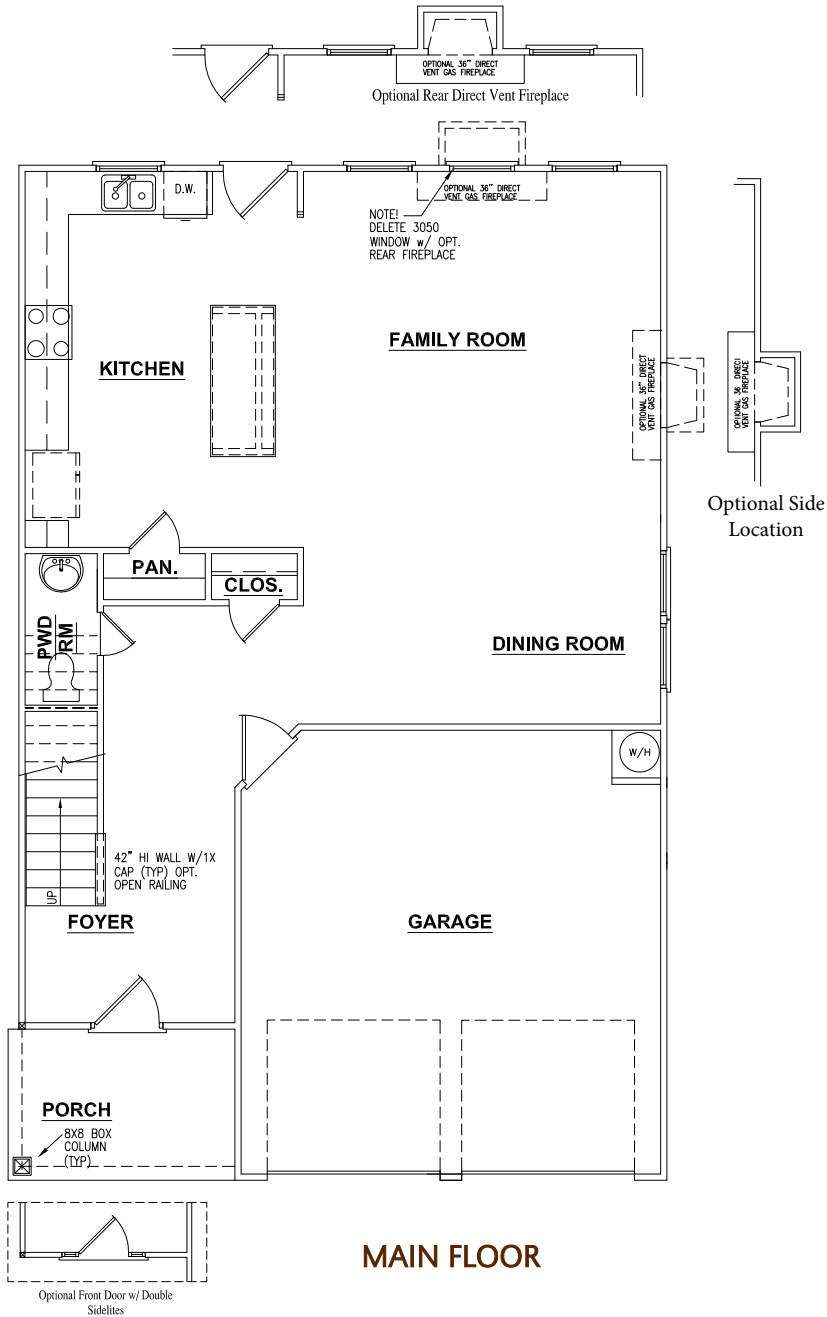 OPTIONAL 36" DIRECT
VENT GAS FIREPLACE
Optional Rear Direct Vent Fireplace
D.W.
OPTIONAL 36" DIRECT
VENT GAS FIREPLACE
NOTE!
DELETE 3050
WINDOW w/ OPT.
REAR FIREPLACE
FAMILY ROOM
KITCHEN
OPTIONAL 36" DIRECT
VENT GAS FIREPLACE
OPTIONAL 36 DIRECT
VENT GAS FIREPLACE
Optional Side
Location
PAN.
CLOS.
PWD
RM
DINING ROOM
W/H
42" HI WALL W/1X
CAP (TYP) OPT.
OPEN RAILING
UP
FOYER
GARAGE
PORCH
8X8 BOX
COLUMN
(TYP)
MAIN FLOOR
Optional Front Door w/ Double
Sidelites